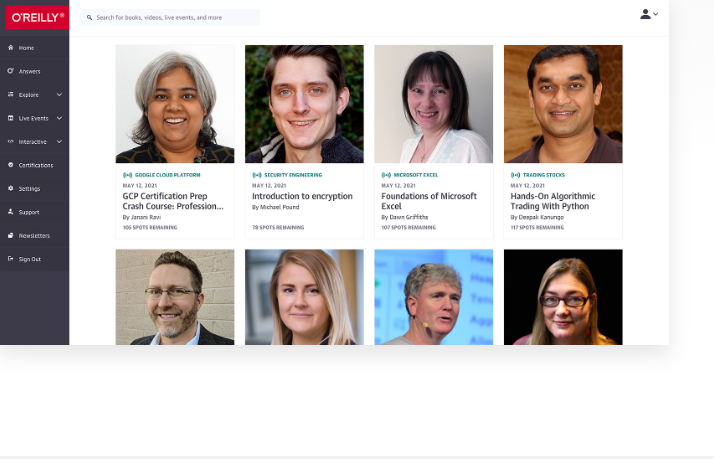 O'REILLY®
Search for books, videos, live events, and more
Home
Answers
Explore
Live Events
Interactive
Certifications
Settings
Support
Newsletters
Sign Out
GOOGLE CLOUD PLATFORM
MAY 12, 2021
GCP Certification Prep
Crash Course: Profession...
By Janani Ravi
105 SPOTS REMAINING
SECURITY ENGINEERING
MAY 12, 2021
Introduction to encryption
By Michael Pound
78 SPOTS REMAINING
MICROSOFT EXCEL
MAY 12, 2021
Foundations of Microsoft
Excel
By Dawn Griffiths
107 SPOTS REMAINING
TRADING STOCKS
MAY 12, 2021
Hands-On Algorithmic
Trading With Python
By Deepak Kanungo
117 SPOTS REMAINING